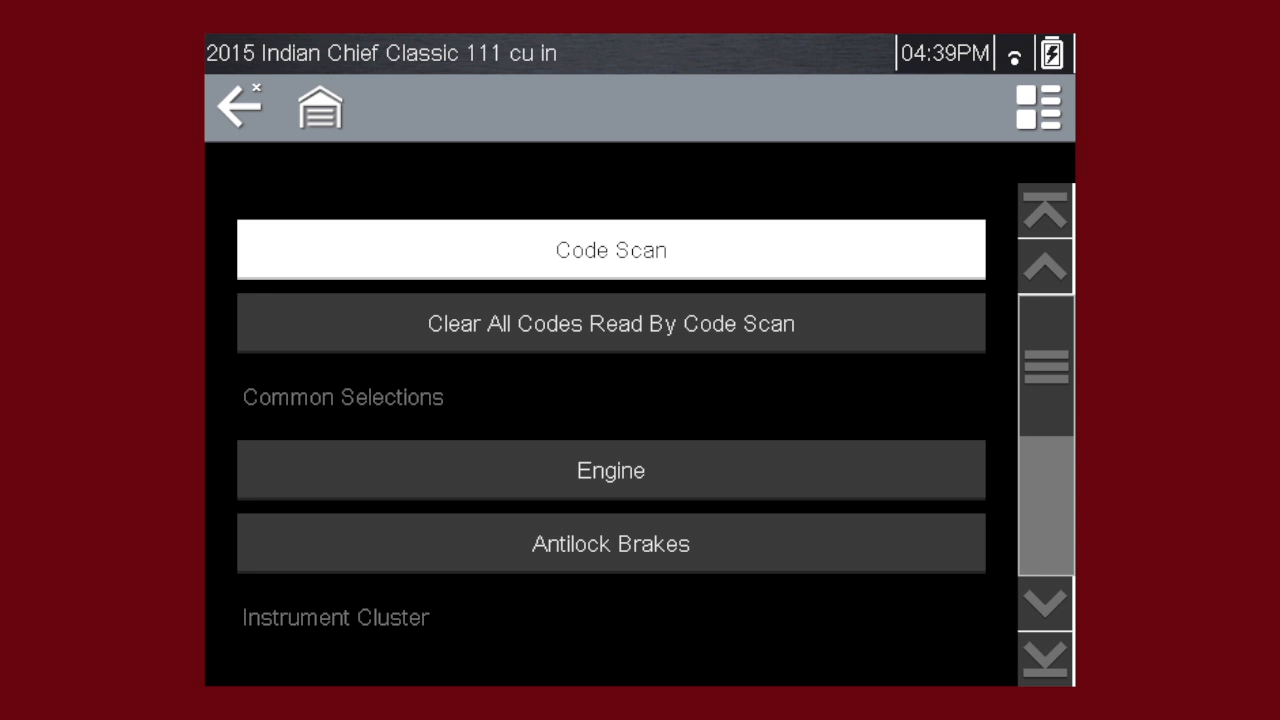 2015 Indian Chief Classic 111 cu in
04:39PM
Code Scan
Clear All Codes Read By Code Scan
Common Selections
Engine
Antilock Brakes
Instrument Cluster